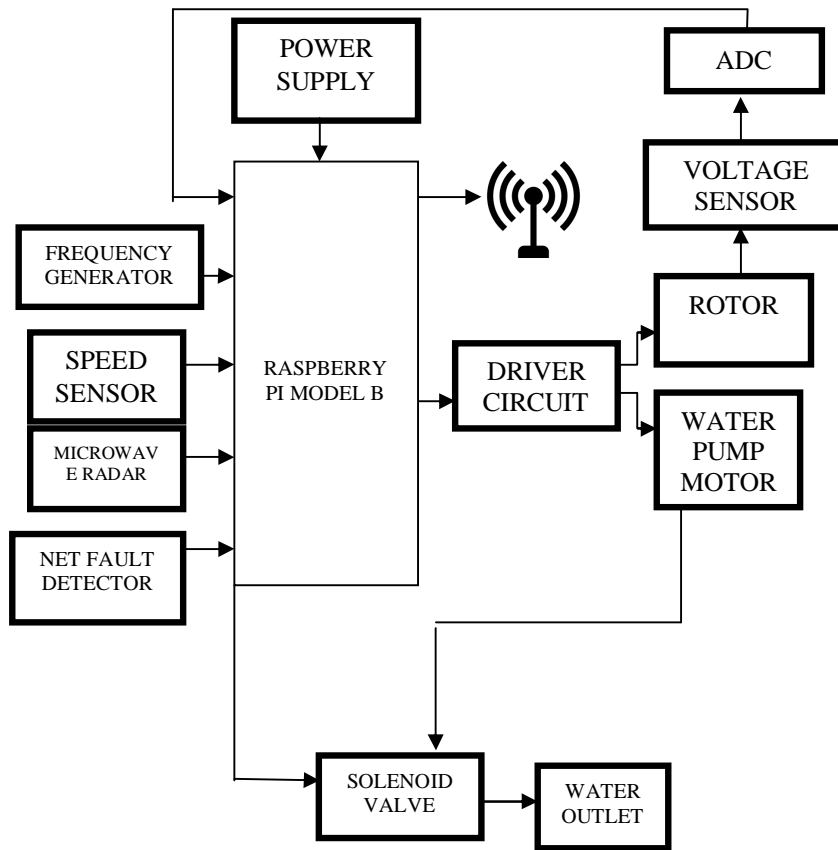 POWER
SUPPLY
ADC
VOLTAGE
SENSOR
FREQUENCY
GENERATOR
ROTOR
SPEED
SENSOR
RASPBERRY
PI MODEL B
DRIVER
CIRCUIT
WATER
PUMP
MOTOR
MICROWAV
E RADAR
NET FAULT
DETECTOR
SOLENOID
VALVE
WATER
OUTLET